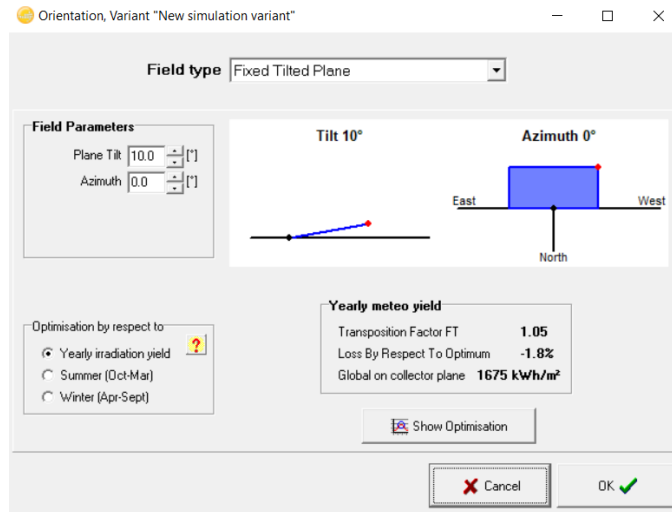 Orientation, Variant "New simulation variant"
Field type Fixed Tilted Plane
Field Parameters
Plane Tilt 10.0 [°]
Azimuth 0.0 [°]
Tilt 10°
Azimuth 0°
East
West
North
Optimisation by respect to
?
Yearly irradiation yield
Summer (Oct-Mar)
Winter (Apr-Sept)
Yearly meteo yield
Transposition Factor FT 1.05
Loss By Respect To Optimum -1.8%
Global on collector plane 1675 kWh/m²
Show Optimisation
Cancel
OK